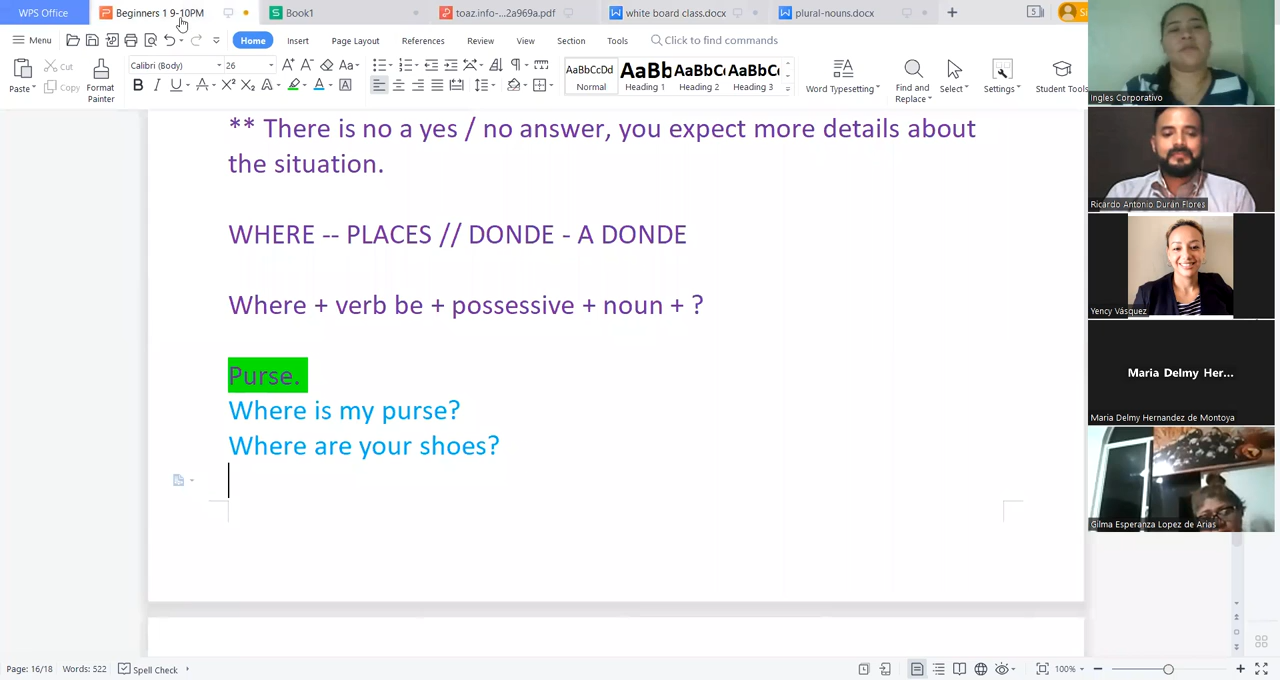 WPS Office
Beginners 1 9-10PM
Book1
toaz.info-...2a969a.pdf
white board class.docx
plural-nouns.docx
5
Menu
Home
Insert
Page Layout
References
Review
View
Section
Tools
Click to find commands
Paste
Cut
Copy
Format Painter
Calibri (Body)
26
AaBbCcDd
Normal
AaBb
Heading 1
AaBbCc
Heading 2
AaBbCc
Heading 3
Word Typesetting
Find and Replace
Select
Settings
Student Tools
** There is no a yes / no answer, you expect more details about
the situation.
WHERE -- PLACES // DONDE - A DONDE
Where + verb be + possessive + noun + ?
Purse.
Where is my purse?
Where are your shoes?
Ingles Corporativo
Ricardo Antonio Durán Flores
Yency Vásquez
Maria Delmy Her...
Maria Delmy Hernandez de Montoya
Gilma Esperanza Lopez de Arias
Page: 16/18
Words: 522
Spell Check
100%